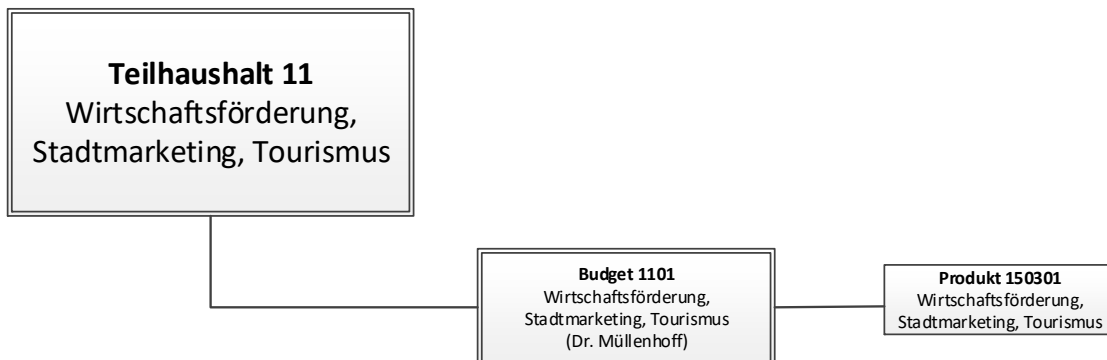 Teilhaushalt 11
Wirtschaftsförderung,
Stadtmarketing, Tourismus
Budget 1101
Wirtschaftsförderung,
Stadtmarketing, Tourismus
(Dr. Müllenhoff)
Produkt 150301
Wirtschaftsförderung,
Stadtmarketing, Tourismus